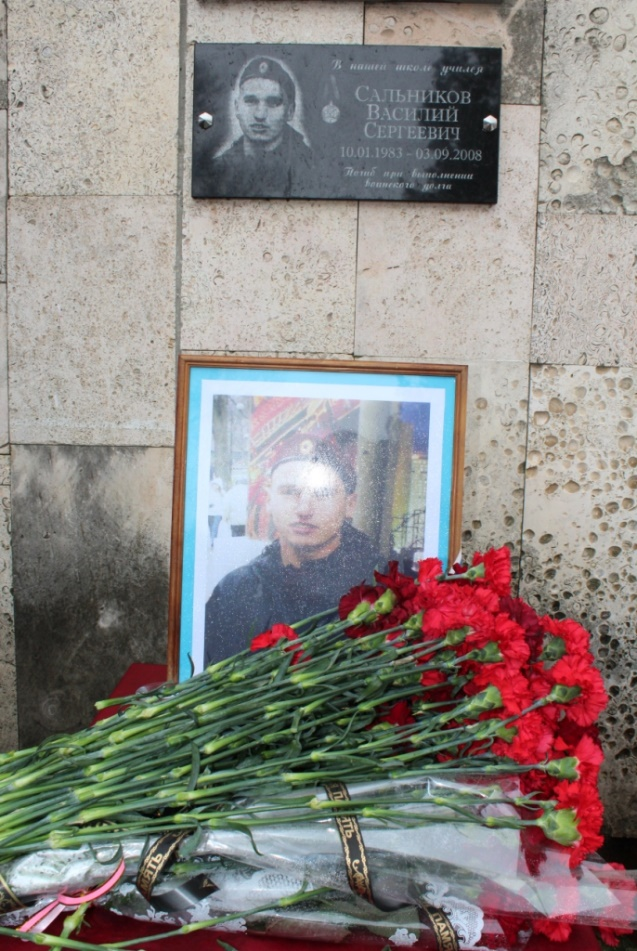 В нашей школе учился
САЛЬНИКОВ
ВАСИЛИЙ
СЕРГЕЕВИЧ
10.01.1983 – 03.09.2008
Погиб при выполнении
воинского долга